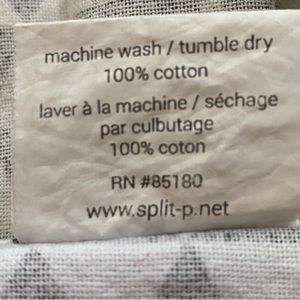 machine wash / tumble dry
100% cotton
laver à la machine / séchage
par culbutage
100% coton
RN #85180
www.split-p.net